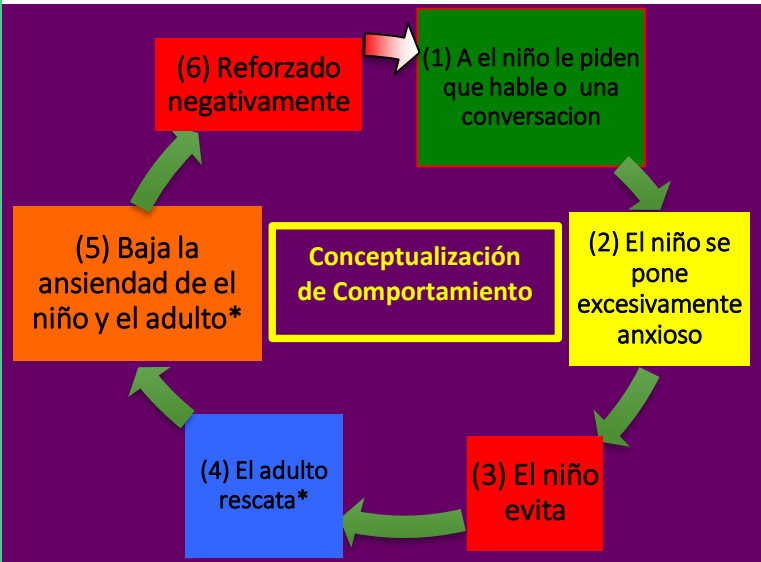 (6) Reforzado
negativamente
(1) A el niño le piden
que hable o una
conversacion
(2) El niño se
pone
excesivamente
anxioso
(3) El niño
evita
(4) El adulto
rescata*
(5) Baja la
ansiendad de el
niño y el adulto*
Conceptualización
de Comportamiento